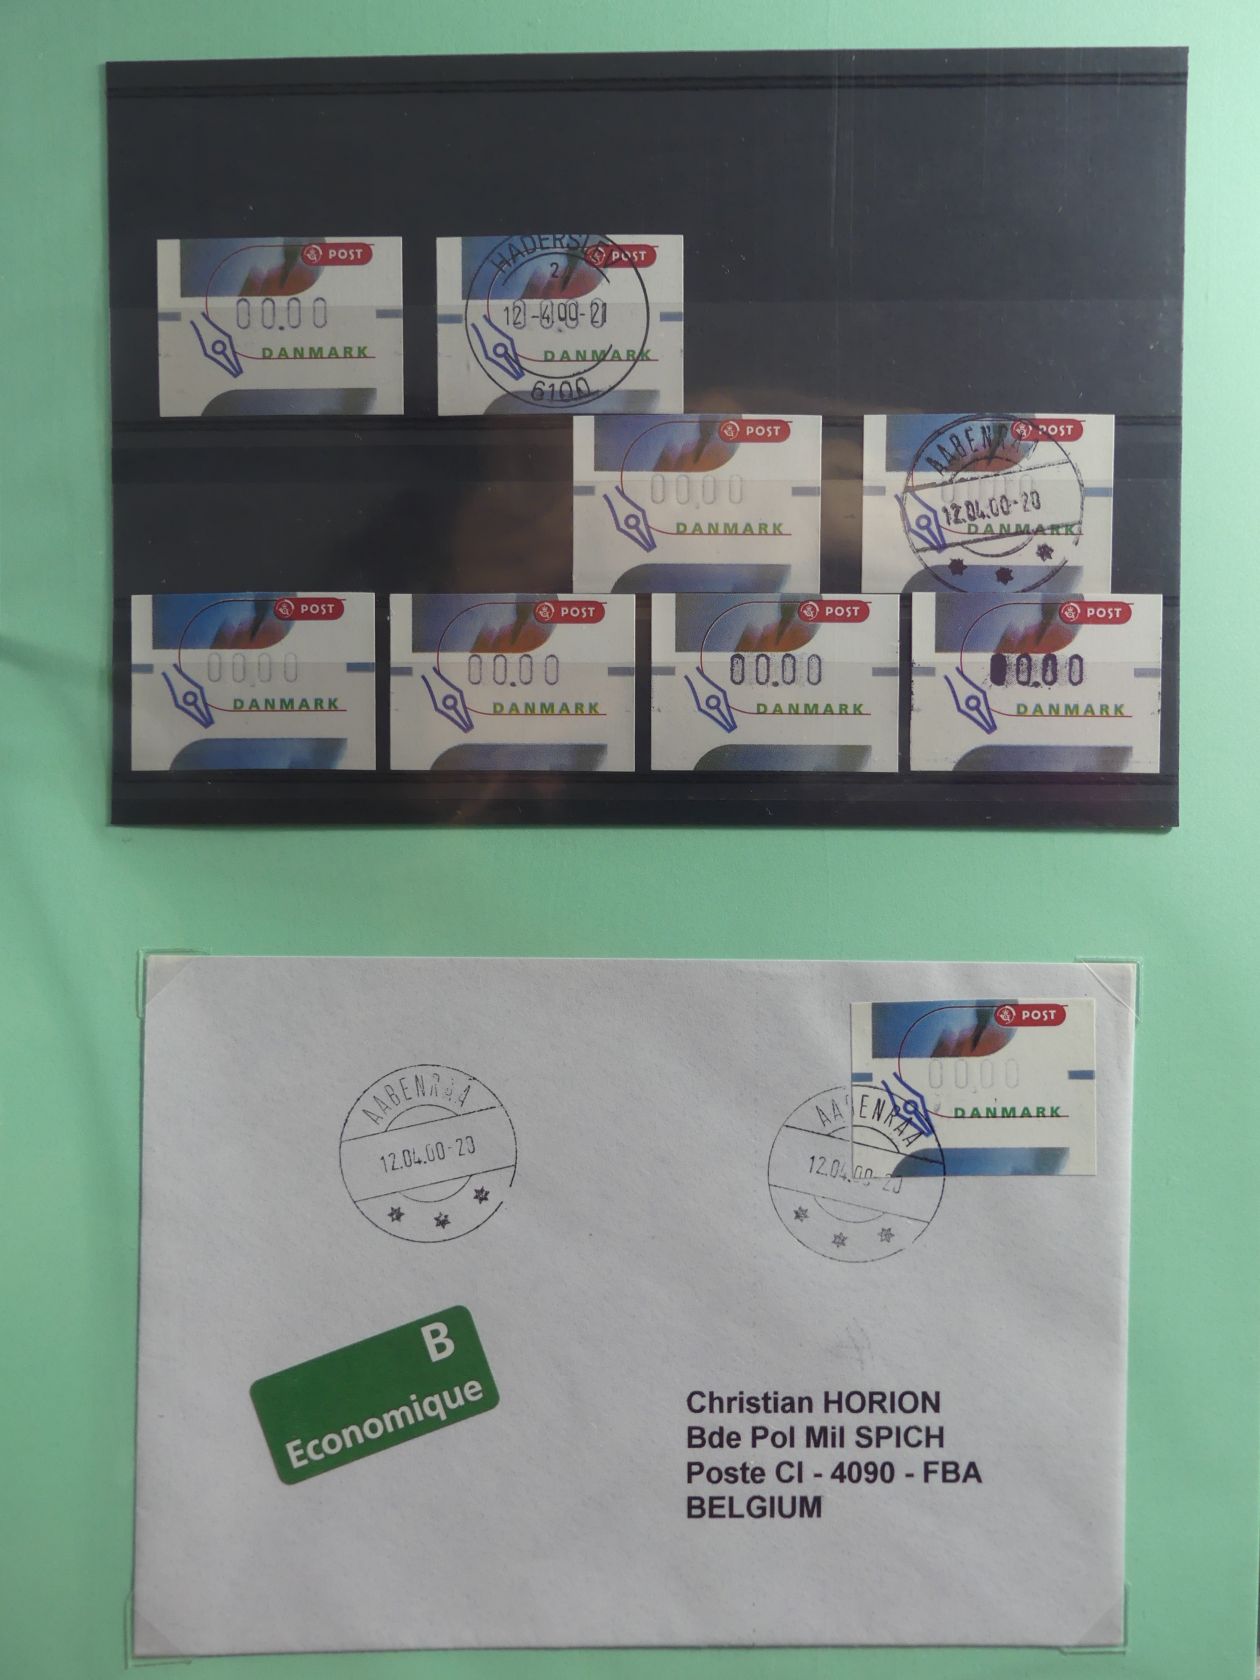 POST
00.00
DANMARK
HADERSLEV
2
POST
12-4.00-21
DANMARK
6100
POST
00.00
DANMARK
AABENRAA
POST
12.04.00-20
DANMARK
POST
00.00
DANMARK
POST
00.00
DANMARK
POST
00.00
DANMARK
POST
00.00
DANMARK
POST
00.00
DANMARK
AABENRAA
12.04.00-20
AABENRAA
12.04.00-20
B
Economique
Christian HORION
Bde Pol Mil SPICH
Poste CI - 4090 - FBA
BELGIUM